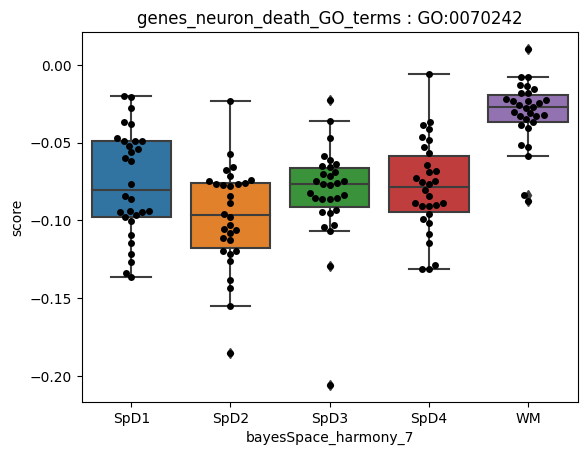 genes_neuron_death_GO_terms : GO:0070242
0.00
−0.05
−0.10
−0.15
−0.20
score
SpD1 SpD2 SpD3 SpD4 WM
bayesSpace_harmony_7